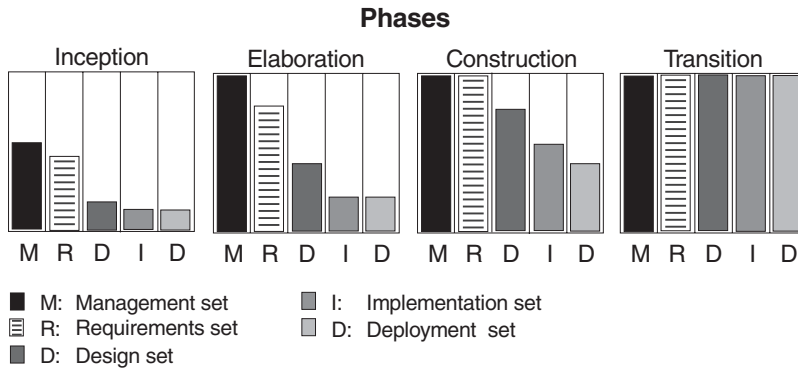 Phases
Inception Elaboration Construction Transition
M R D I D M R D I D M R D I D M R D I D
M: Management set
R: Requirements set
D: Design set
I: Implementation set
D: Deployment set